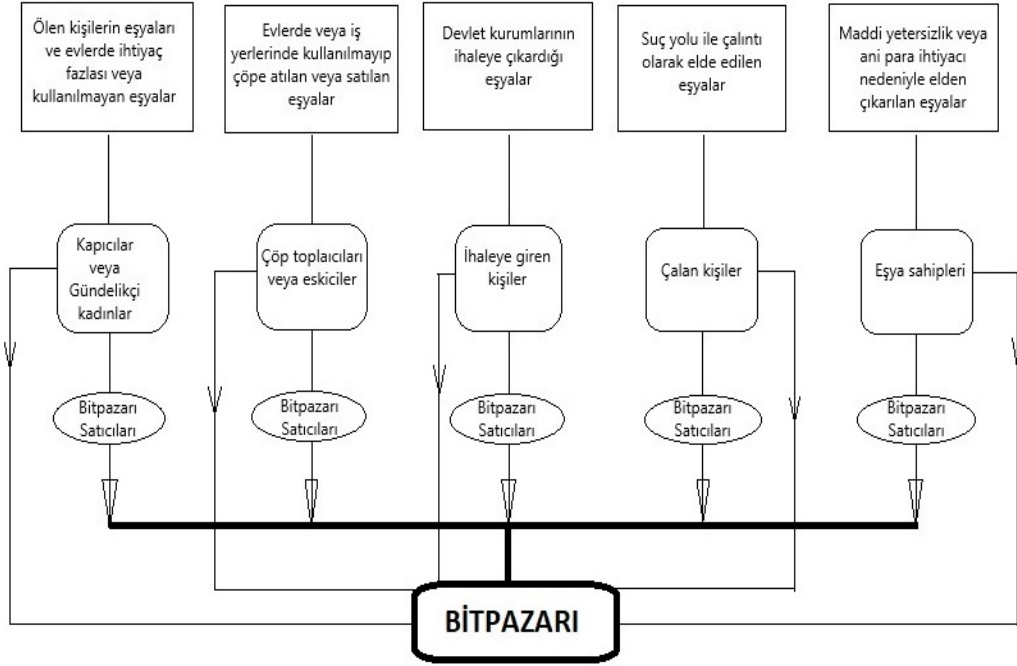 Ölen kişilerin eşyaları
ve evlerde ihtiyaç
fazlası veya
kullanılmayan eşyalar
Evlerde veya iş
yerlerinde kullanılmayıp
çöpe atılan veya satılan
eşyalar
Devlet kurumlarının
ihaleye çıkardığı
eşyalar
Suç yolu ile çalıntı
olarak elde edilen
eşyalar
Maddi yetersizlik veya
ani para ihtiyacı
nedeniyle elden
çıkarılan eşyalar
Kapıcılar
veya
Gündelikçi
kadınlar
Çöp toplaıcıları
veya eskiciler
İhaleye giren
kişiler
Çalan kişiler
Eşya sahipleri
Bitpazarı
Satıcıları
Bitpazarı
Satıcıları
Bitpazarı
Satıcıları
Bitpazarı
Satıcıları
Bitpazarı
Satıcıları
BİTPAZARI